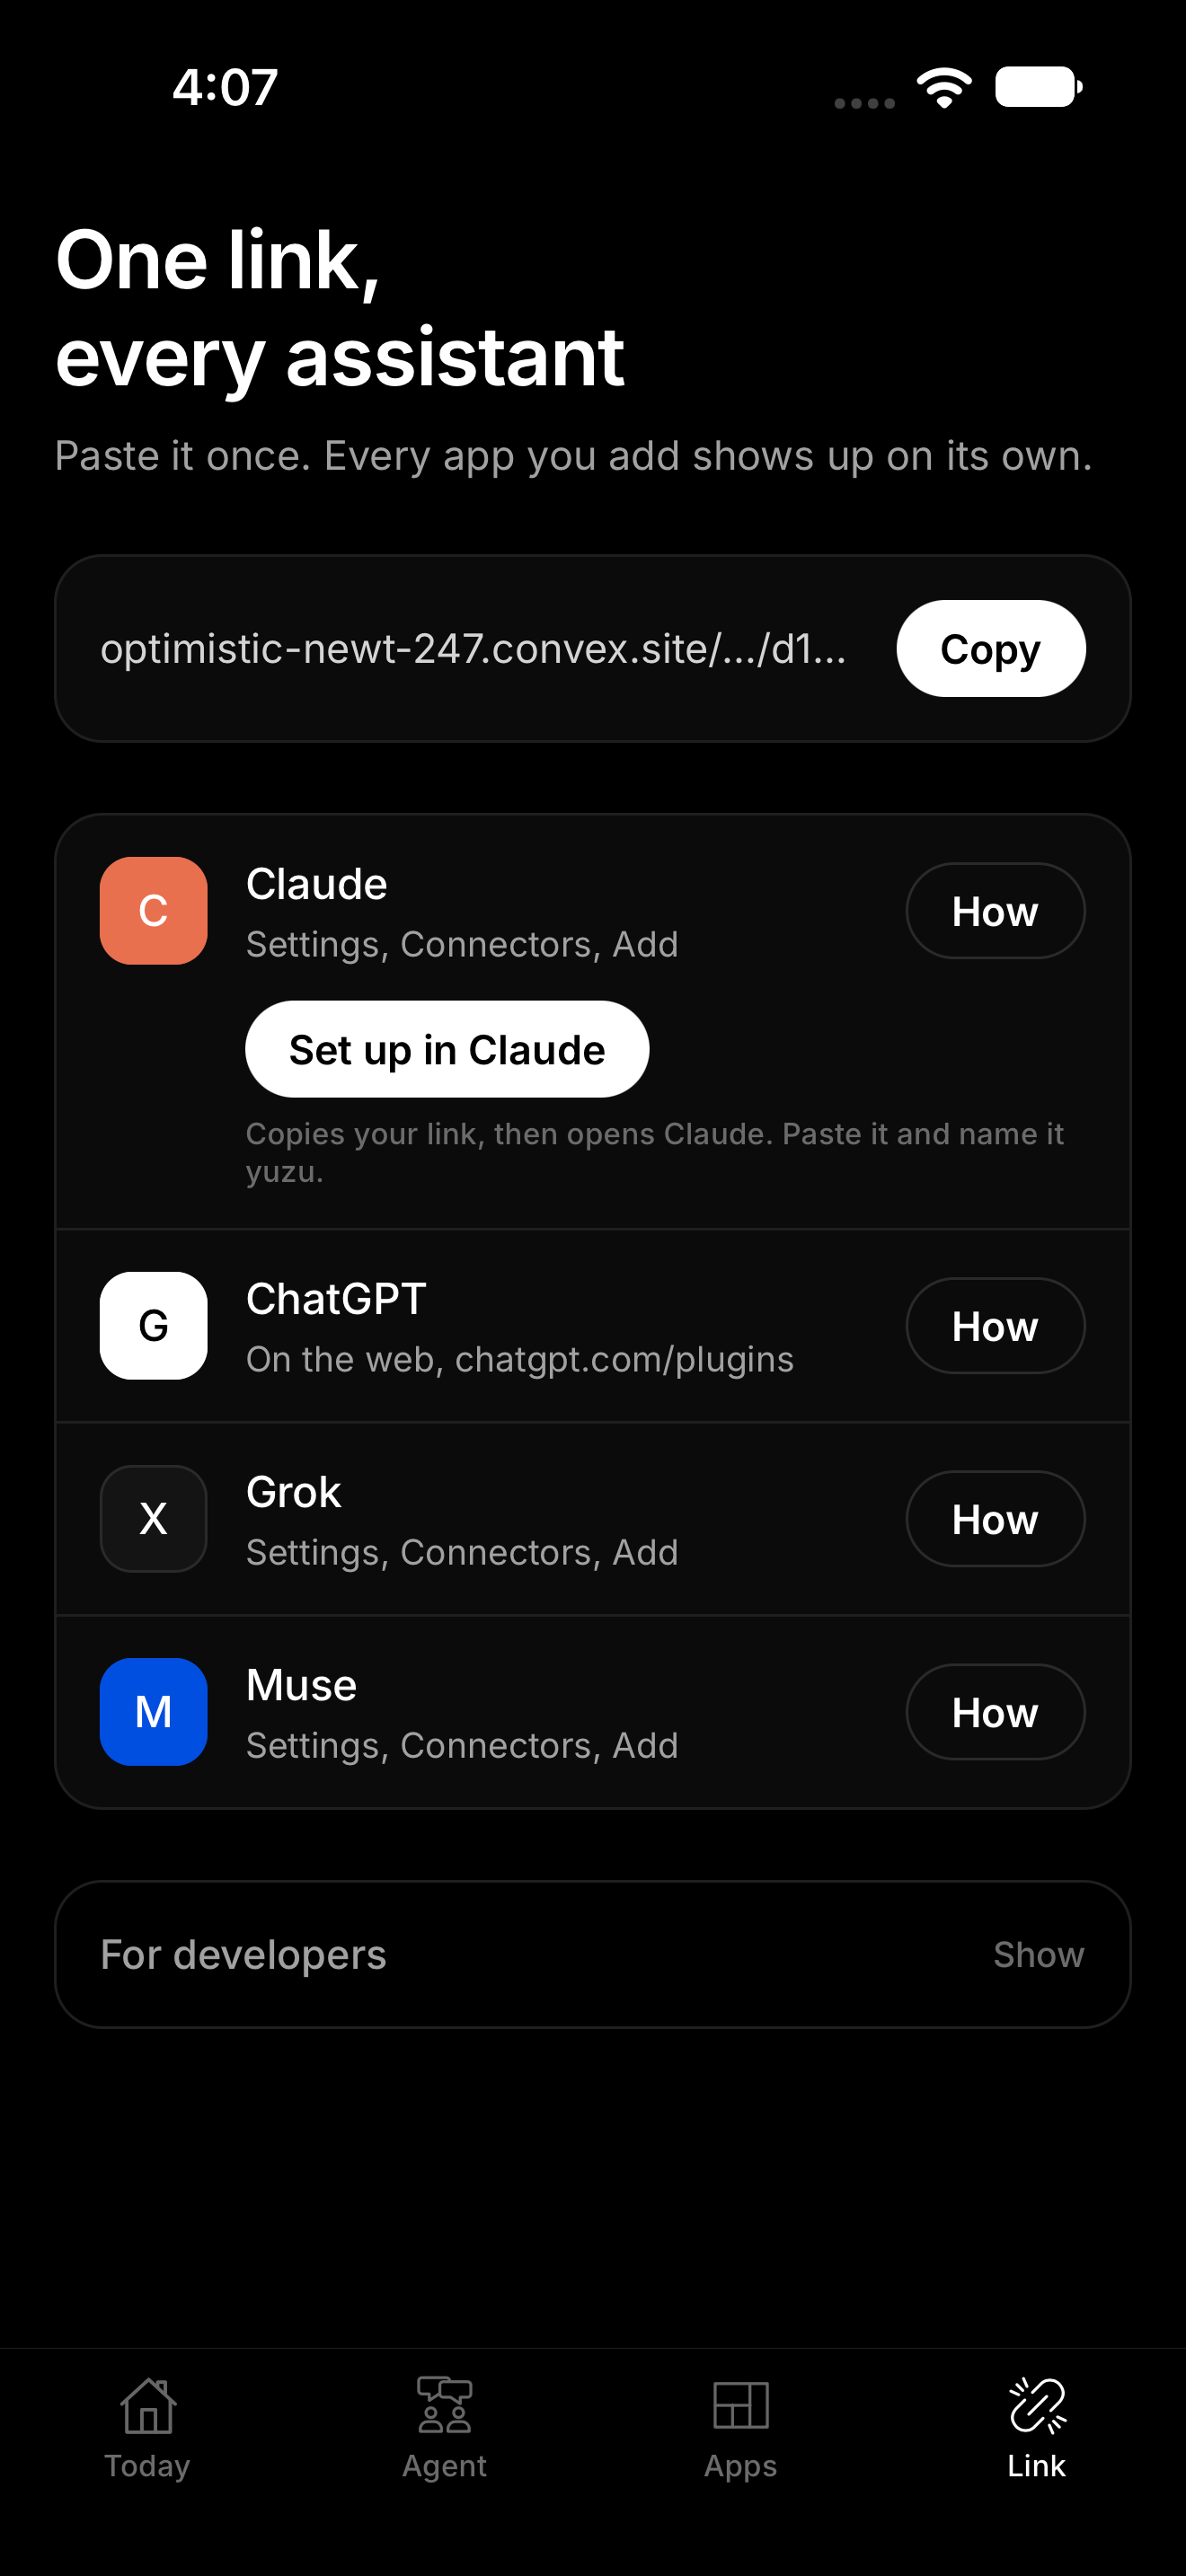 4:07
One link,
every assistant
Paste it once. Every app you add shows up on its own.
optimistic-newt-247.convex.site/.../d1...
Copy
C
Claude
Settings, Connectors, Add
How
Set up in Claude
Copies your link, then opens Claude. Paste it and name it
yuzu.
G
ChatGPT
On the web, chatgpt.com/plugins
How
X
Grok
Settings, Connectors, Add
How
M
Muse
Settings, Connectors, Add
How
For developers
Show
Today
Agent
Apps
Link